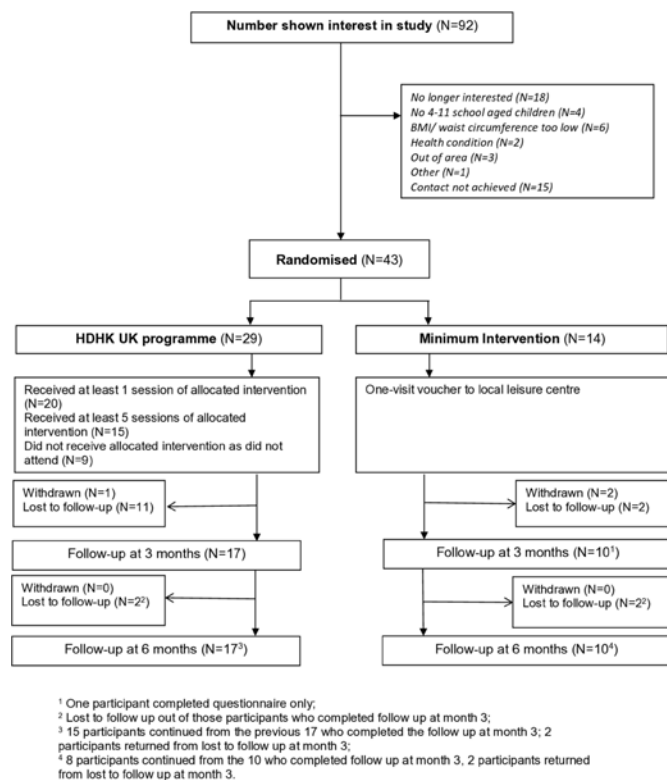 Number shown interest in study (N=92)
No longer interested (N=18)
No 4-11 school aged children (N=4)
BMI/ waist circumference too low (N=6)
Health condition (N=2)
Out of area (N=3)
Other (N=1)
Contact not achieved (N=15)
Randomised (N=43)
HDHK UK programme (N=29)
Minimum Intervention (N=14)
Received at least 1 session of allocated intervention
(N=20)
Received at least 5 sessions of allocated
intervention (N=15)
Did not receive allocated intervention as did not
attend (N=9)
One-visit voucher to local leisure centre
Withdrawn (N=1)
Lost to follow-up (N=11)
Withdrawn (N=2)
Lost to follow-up (N=2)
Follow-up at 3 months (N=17)
Follow-up at 3 months (N=10¹)
Withdrawn (N=0)
Lost to follow-up (N=2²)
Withdrawn (N=0)
Lost to follow-up (N=2²)
Follow-up at 6 months (N=17³)
Follow-up at 6 months (N=10⁴)
¹ One participant completed questionnaire only;
² Lost to follow up out of those participants who completed follow up at month 3;
³ 15 participants continued from the previous 17 who completed the follow up at month 3; 2
participants returned from lost to follow up at month 3;
⁴ 8 participants continued from the 10 who completed follow up at month 3, 2 participants returned
from lost to follow up at month 3.